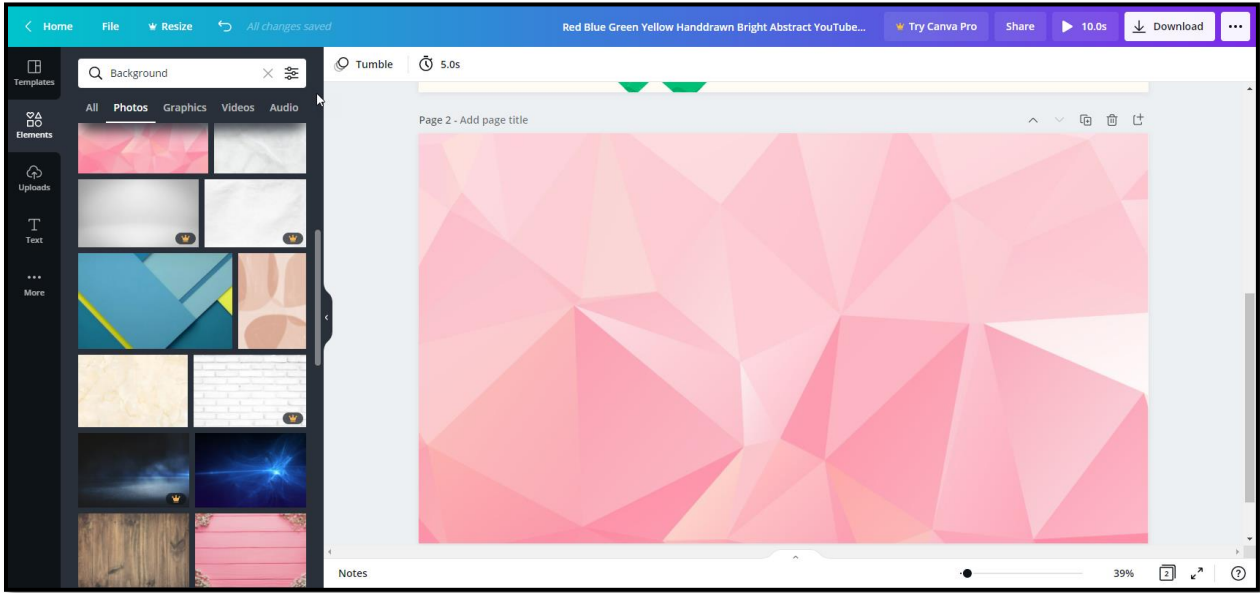 Home File Resize All changes saved Red Blue Green Yellow Handdrawn Bright Abstract YouTube... Try Canva Pro Share 10.0s Download
Templates
Elements
Uploads
Text
More
Background
All Photos Graphics Videos Audio
Tumble 5.0s
Page 2 - Add page title
Notes 39% 2